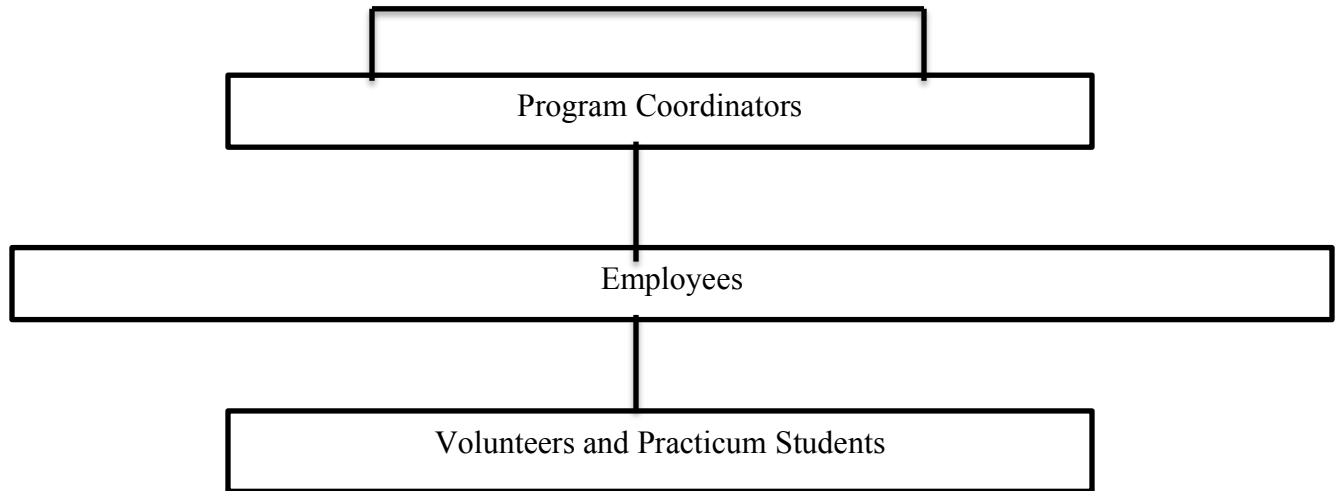 Program Coordinators
Employees
Volunteers and Practicum Students